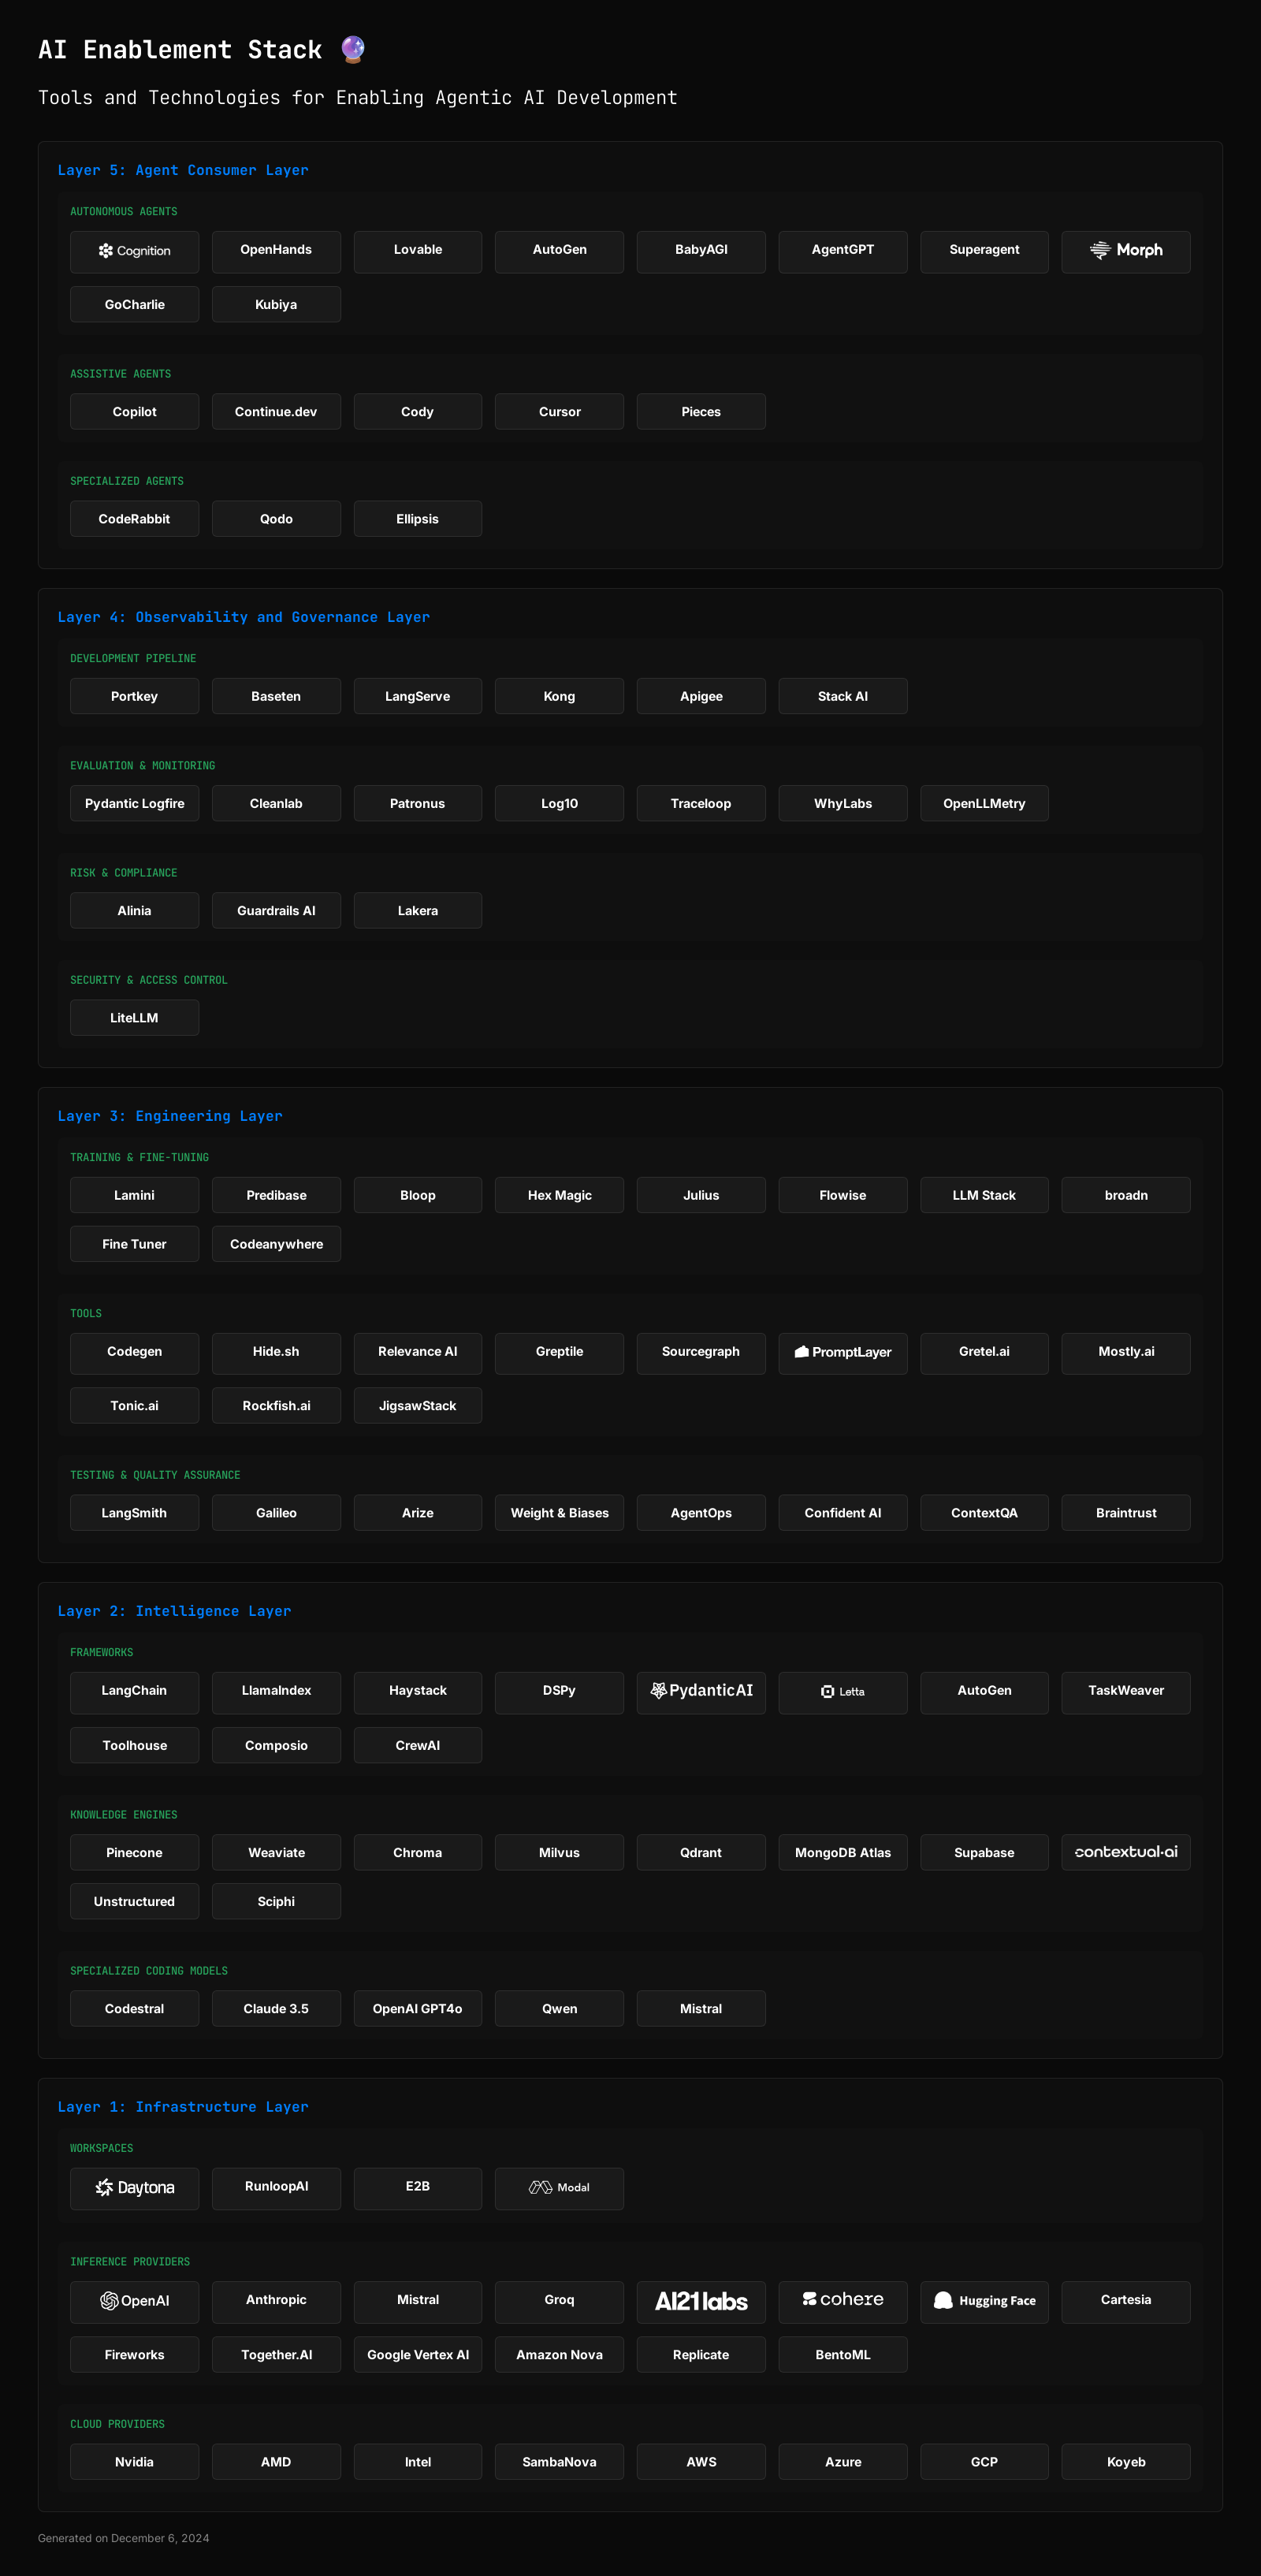 AI Enablement Stack 🔮
Tools and Technologies for Enabling Agentic AI Development
Layer 5: Agent Consumer Layer
AUTONOMOUS AGENTS
Cognition OpenHands Lovable AutoGen BabyAGI AgentGPT Superagent Morph
GoCharlie Kubiya
ASSISTIVE AGENTS
Copilot Continue.dev Cody Cursor Pieces
SPECIALIZED AGENTS
CodeRabbit Qodo Ellipsis
Layer 4: Observability and Governance Layer
DEVELOPMENT PIPELINE
Portkey Baseten LangServe Kong Apigee Stack AI
EVALUATION & MONITORING
Pydantic Logfire Cleanlab Patronus Log10 Traceloop WhyLabs OpenLLMetry
RISK & COMPLIANCE
Alinia Guardrails AI Lakera
SECURITY & ACCESS CONTROL
LiteLLM
Layer 3: Engineering Layer
TRAINING & FINE-TUNING
Lamini Predibase Bloop Hex Magic Julius Flowise LLM Stack broadn
Fine Tuner Codeanywhere
TOOLS
Codegen Hide.sh Relevance AI Greptile Sourcegraph PromptLayer Gretel.ai Mostly.ai
Tonic.ai Rockfish.ai JigsawStack
TESTING & QUALITY ASSURANCE
LangSmith Galileo Arize Weight & Biases AgentOps Confident AI ContextQA Braintrust
Layer 2: Intelligence Layer
FRAMEWORKS
LangChain LlamaIndex Haystack DSPy PydanticAI Letta AutoGen TaskWeaver
Toolhouse Composio CrewAI
KNOWLEDGE ENGINES
Pinecone Weaviate Chroma Milvus Qdrant MongoDB Atlas Supabase contextual·ai
Unstructured Sciphi
SPECIALIZED CODING MODELS
Codestral Claude 3.5 OpenAI GPT4o Qwen Mistral
Layer 1: Infrastructure Layer
WORKSPACES
Daytona RunloopAI E2B Modal
INFERENCE PROVIDERS
OpenAI Anthropic Mistral Groq AI21labs cohere Hugging Face Cartesia
Fireworks Together.AI Google Vertex AI Amazon Nova Replicate BentoML
CLOUD PROVIDERS
Nvidia AMD Intel SambaNova AWS Azure GCP Koyeb
Generated on December 6, 2024